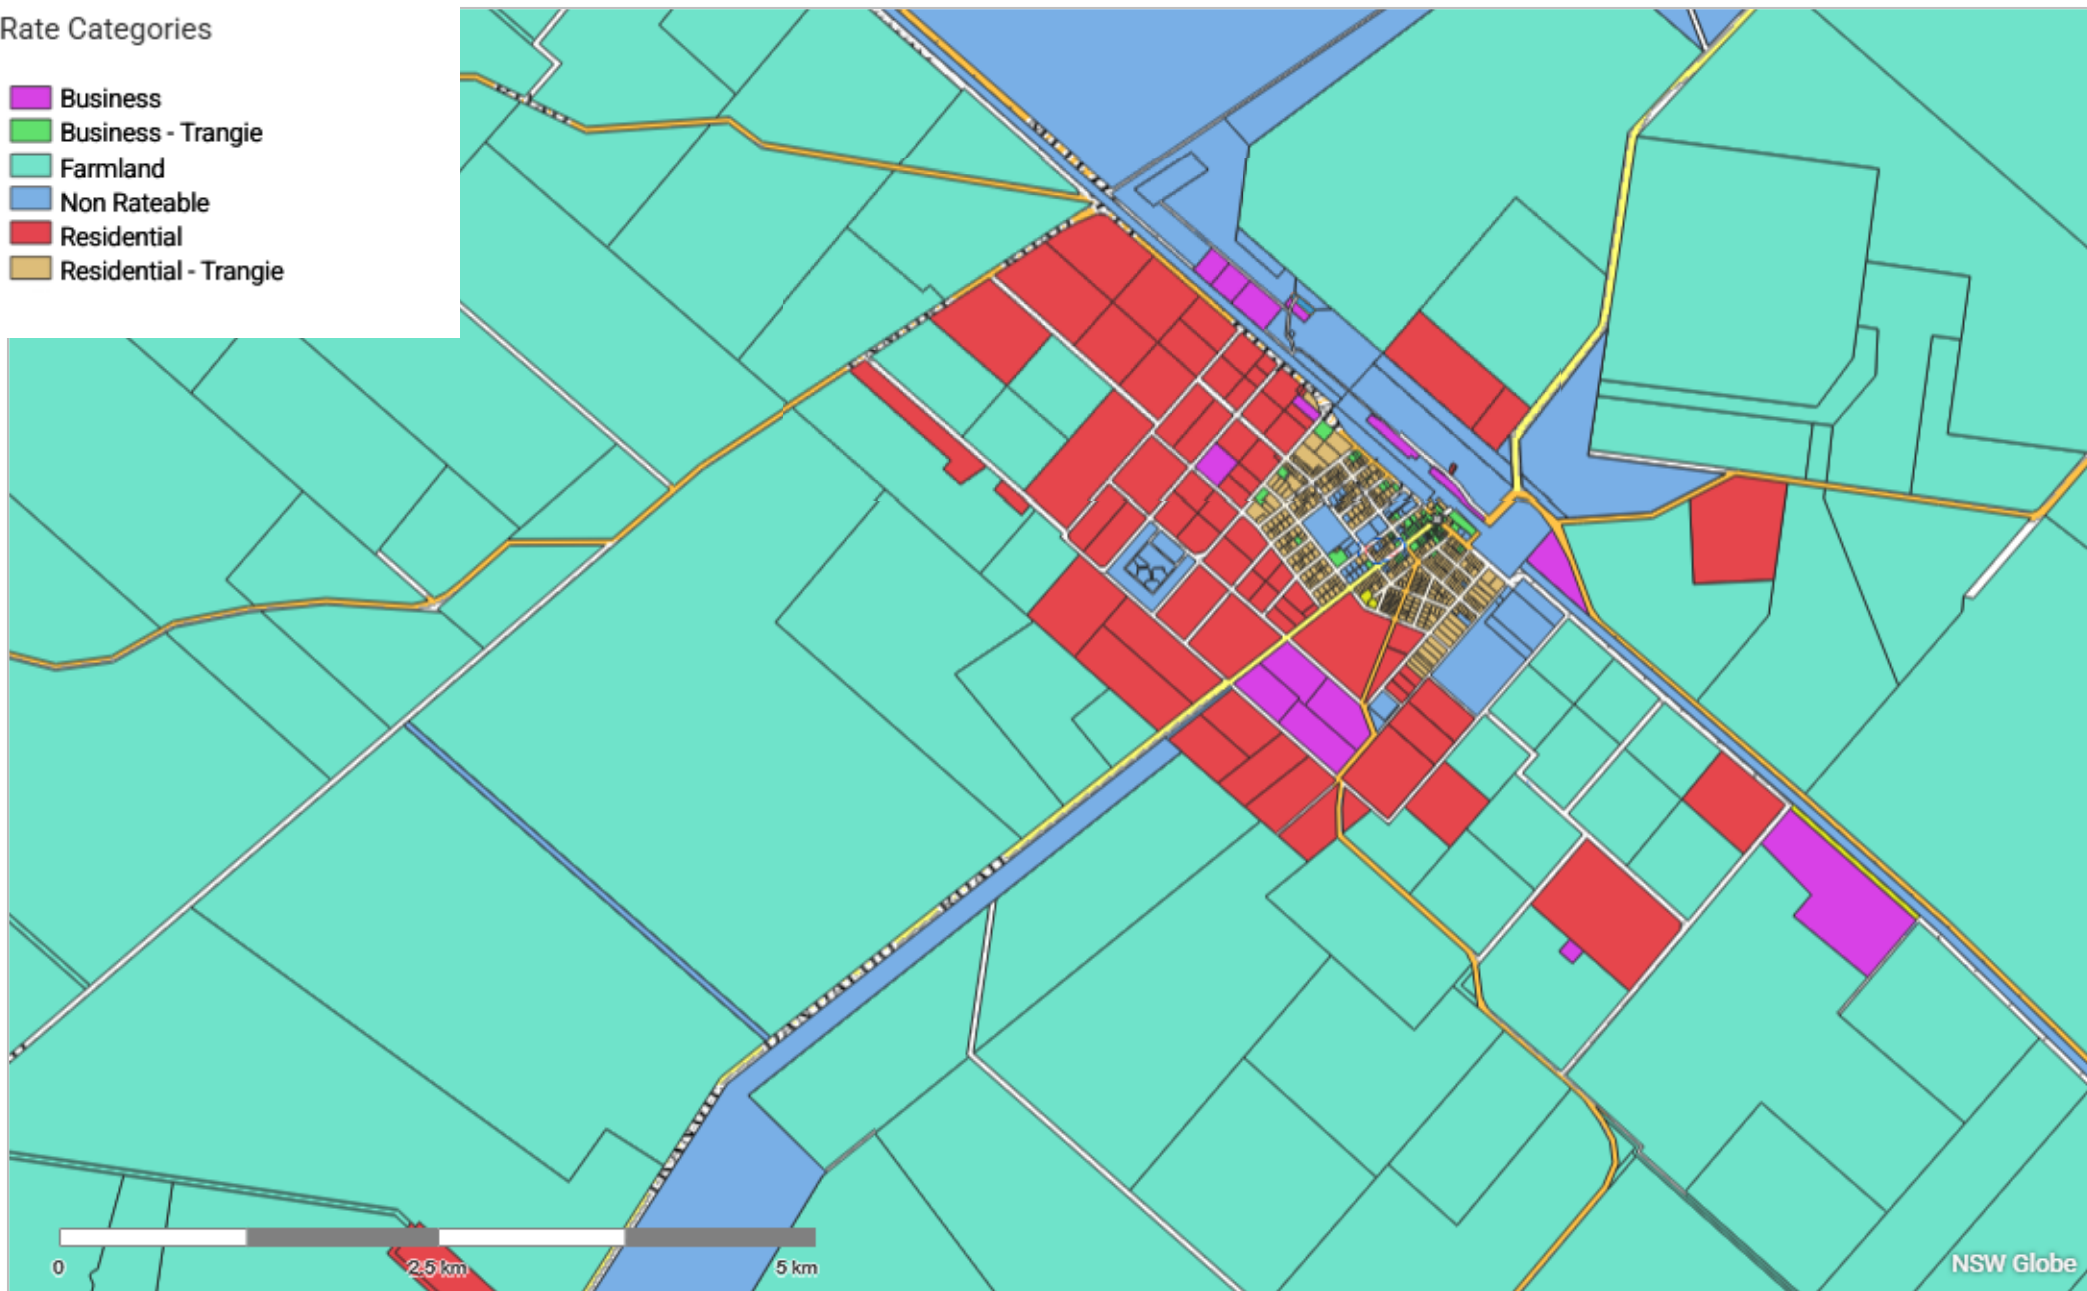 Rate Categories
Business
Business - Trangie
Farmland
Non Rateable
Residential
Residential - Trangie
0
2.5 km
5 km
NSW Globe